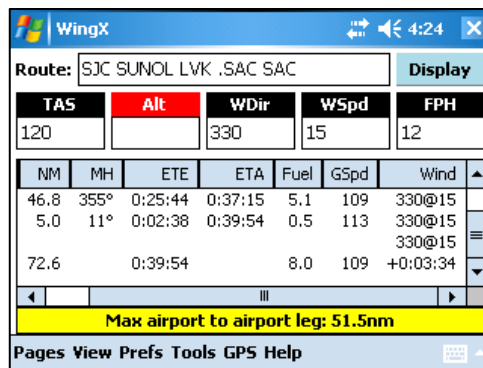 WingX 4:24
Route: SJC SUNOL LVK .SAC SAC Display
TAS Alt WDir WSpd FPH
120 330 15 12
NM MH ETE ETA Fuel GSpd Wind
46.8 355° 0:25:44 0:37:15 5.1 109 330@15
5.0 11° 0:02:38 0:39:54 0.5 113 330@15
330@15
72.6 0:39:54 8.0 109 +0:03:34
Max airport to airport leg: 51.5nm
Pages View Prefs Tools GPS Help